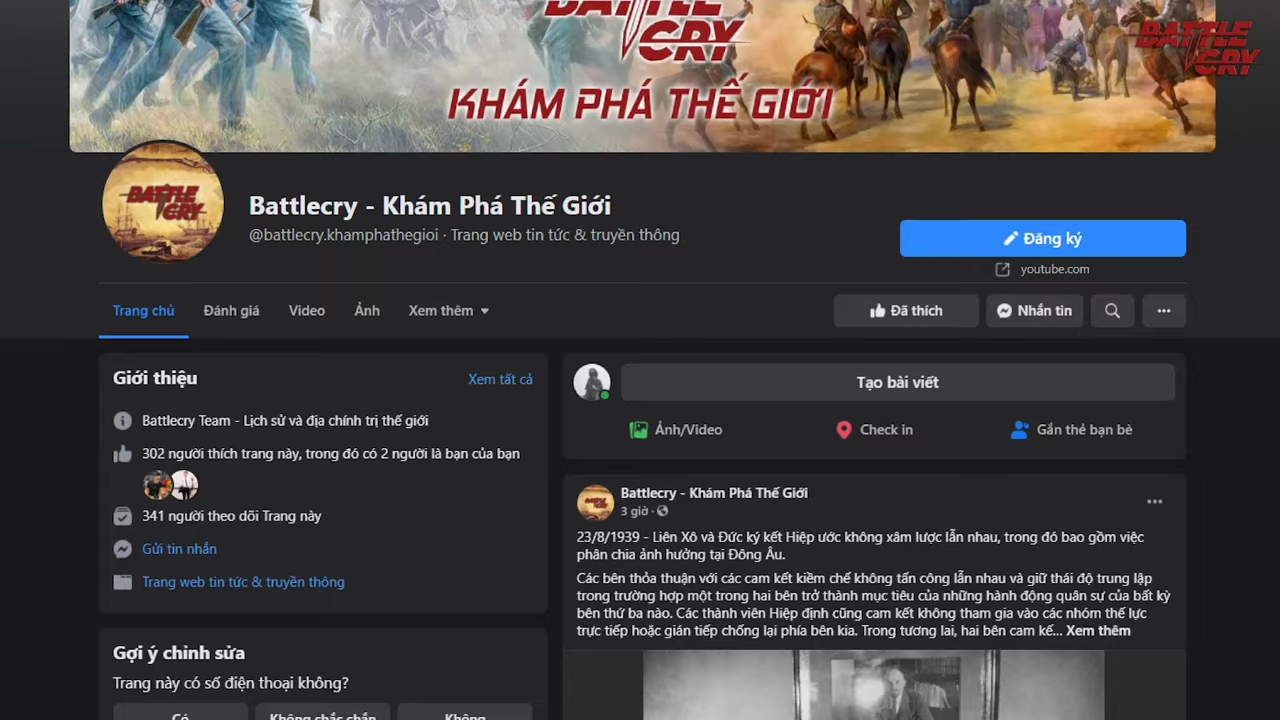 BATTLE
CRY
BATTLE
CRY
KHÁM PHÁ THẾ GIỚI
BATTLE
CRY
Battlecry - Khám Phá Thế Giới
@battlecry.khamphathegioi · Trang web tin tức & truyền thông
Đăng ký
youtube.com
Trang chủ
Đánh giá
Video
Ảnh
Xem thêm
Đã thích
Nhắn tin
Giới thiệu
Xem tất cả
Battlecry Team - Lịch sử và địa chính trị thế giới
302 người thích trang này, trong đó có 2 người là bạn của bạn
341 người theo dõi Trang này
Gửi tin nhắn
Trang web tin tức & truyền thông
Gợi ý chỉnh sửa
Trang này có số điện thoại không?
Có
Không chắc chắn
Không
Tạo bài viết
Ảnh/Video
Check in
Gắn thẻ bạn bè
BATTLE
CRY
Battlecry - Khám Phá Thế Giới
3 giờ ·
23/8/1939 - Liên Xô và Đức ký kết Hiệp ước không xâm lược lẫn nhau, trong đó bao gồm việc
phân chia ảnh hưởng tại Đông Âu.
Các bên thỏa thuận với các cam kết kiềm chế không tấn công lẫn nhau và giữ thái độ trung lập
trong trường hợp một trong hai bên trở thành mục tiêu của những hành động quân sự của bất kỳ
bên thứ ba nào. Các thành viên Hiệp định cũng cam kết không tham gia vào các nhóm thế lực
trực tiếp hoặc gián tiếp chống lại phía bên kia. Trong tương lai, hai bên cam kế... Xem thêm